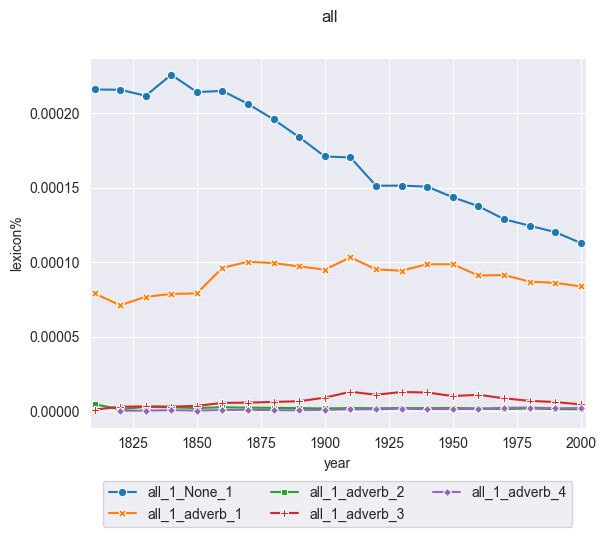 all
0.00020
0.00015
0.00010
0.00005
0.00000
lexicon%
1825 1850 1875 1900 1925 1950 1975 2000
year
all_1_None_1 all_1_adverb_2 all_1_adverb_4
all_1_adverb_1 all_1_adverb_3